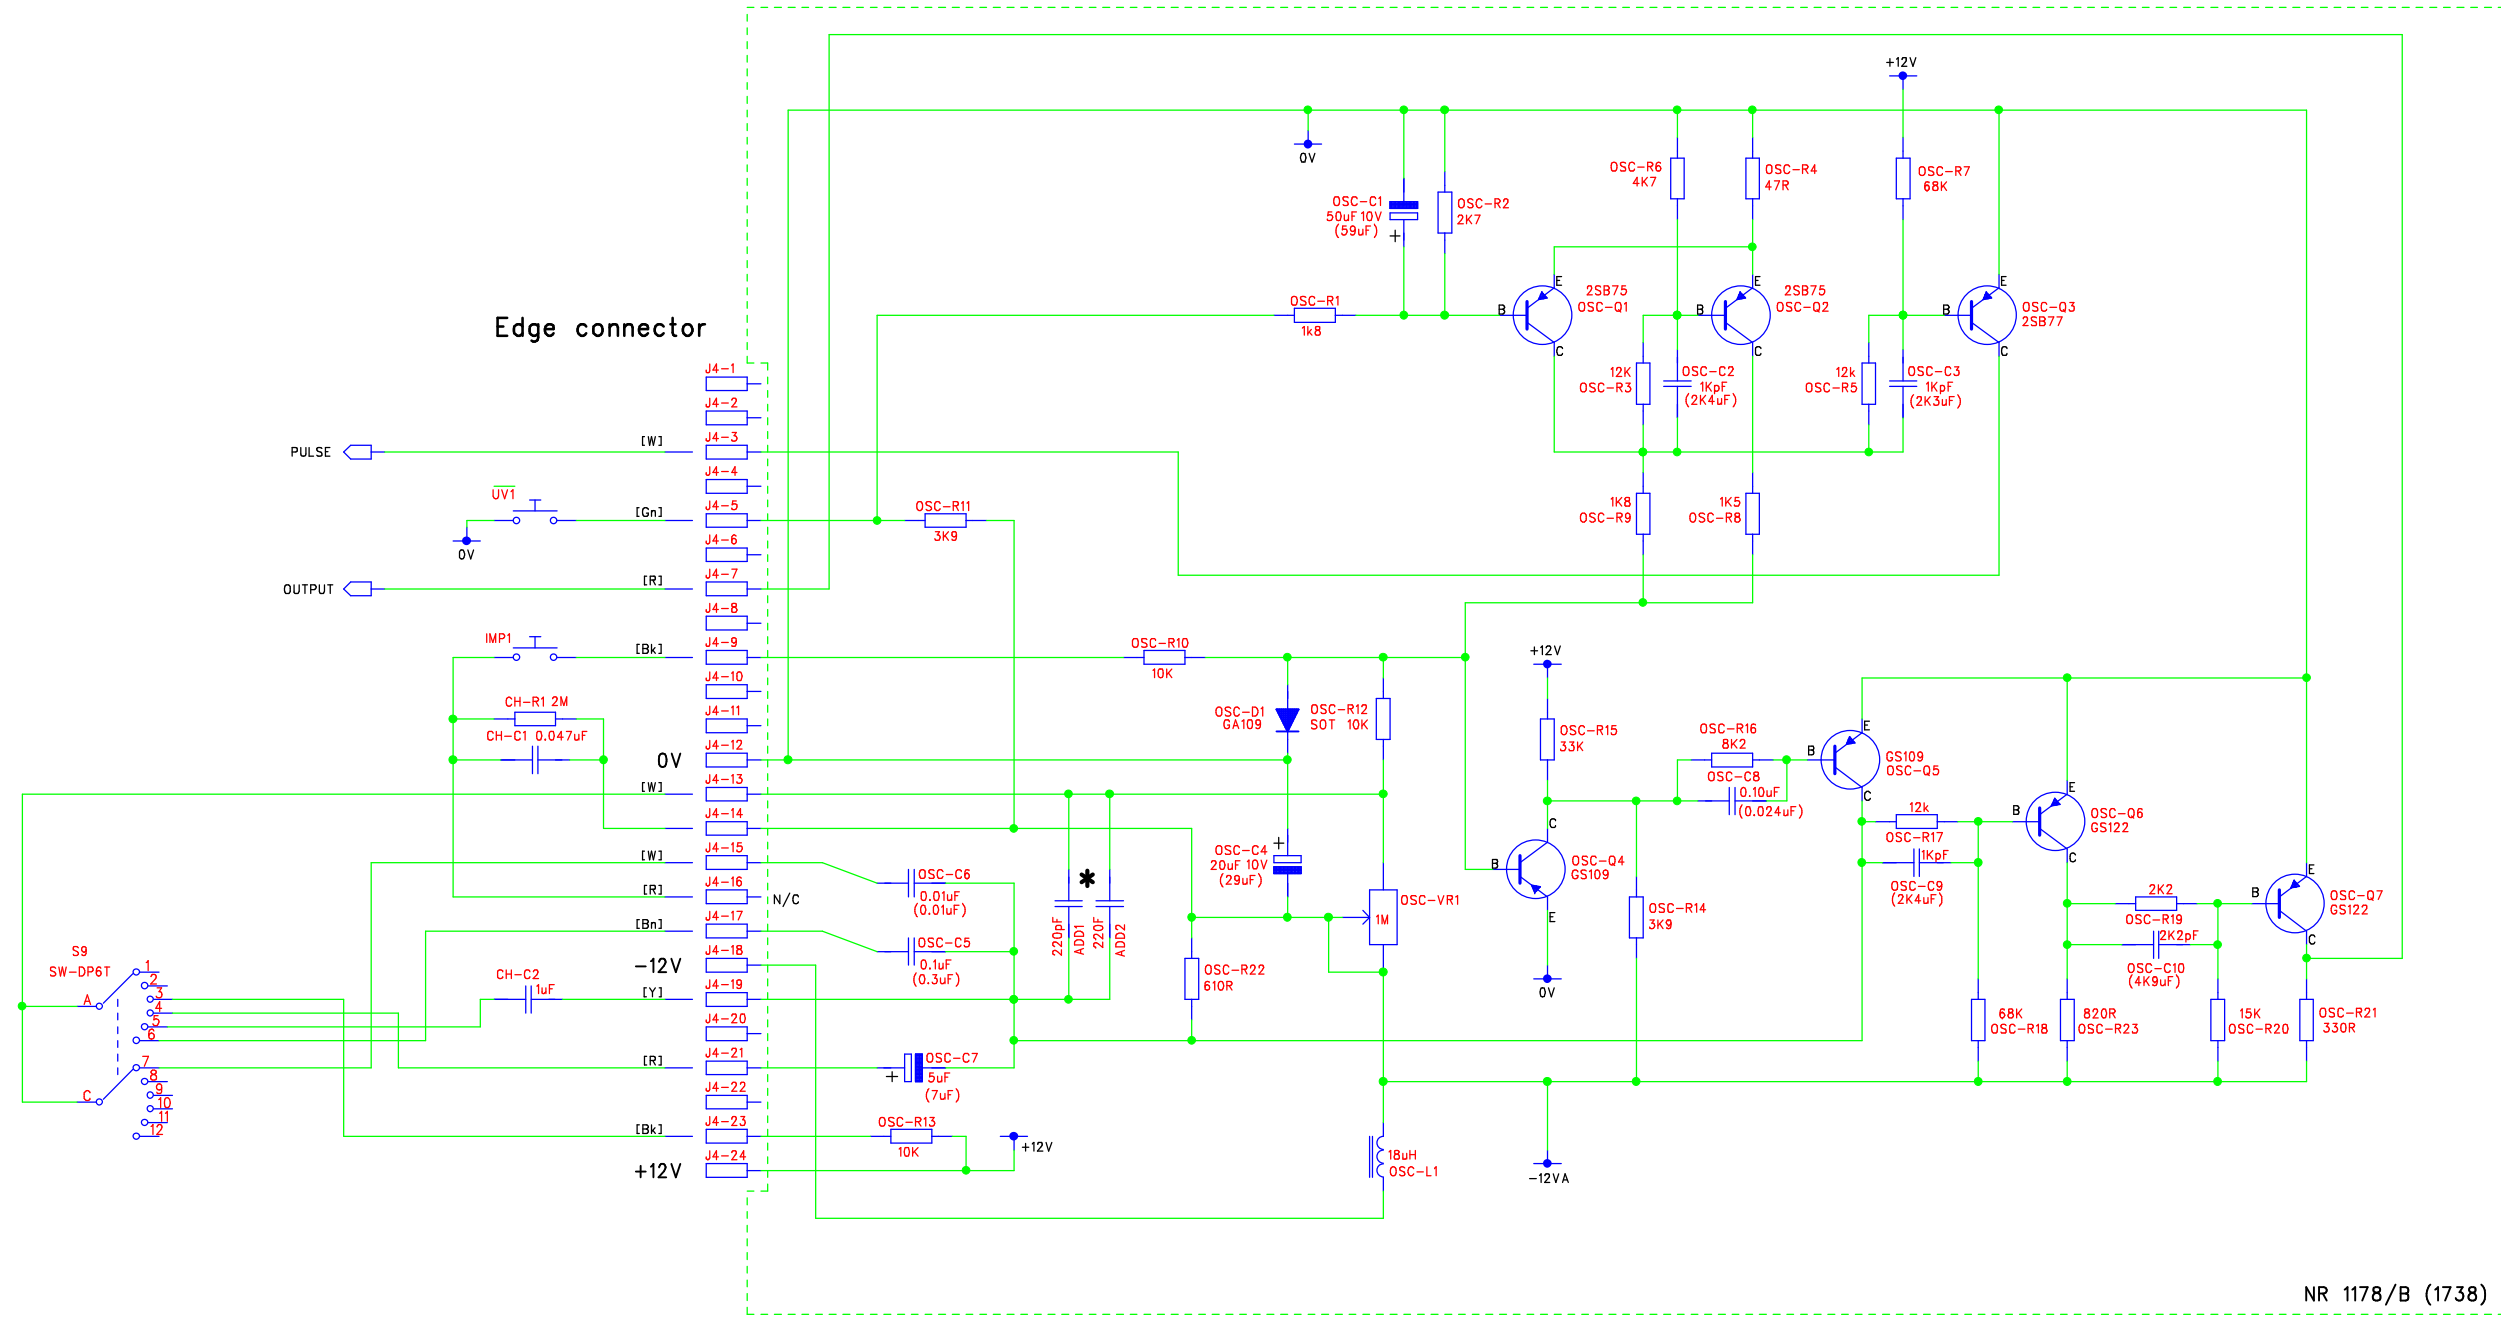 +12V
0V
OSC-C1
50uF 10V
(59uF)
+
OSC-R2
2K7
OSC-R6
4K7
OSC-R4
47R
OSC-R7
68K
OSC-R1
1k8
B
E
C
2SB75
OSC-Q1
B
E
C
2SB75
OSC-Q2
B
E
C
OSC-Q3
2SB77
12K
OSC-R3
OSC-C2
1KpF
(2K4uF)
12k
OSC-R5
OSC-C3
1KpF
(2K3uF)
1K8
OSC-R9
1K5
OSC-R8
Edge connector
J4-1
J4-2
J4-3
J4-4
J4-5
J4-6
J4-7
J4-8
J4-9
J4-10
J4-11
J4-12
J4-13
J4-14
J4-15
J4-16
J4-17
J4-18
J4-19
J4-20
J4-21
J4-22
J4-23
J4-24
PULSE
[W]
UV1
[Gn]
0V
OUTPUT
[R]
IMP1
[Bk]
CH-R1 2M
CH-C1 0.047uF
0V
[W]
[W]
[R]
N/C
[Bn]
-12V
[Y]
[R]
[Bk]
+12V
CH-C2
1uF
S9
SW-DP6T
A
C
1
2
3
4
5
6
7
8
9
10
11
12
OSC-R11
3K9
OSC-R10
10K
OSC-D1
GA109
OSC-R12
SOT 10K
OSC-C6
0.01uF
(0.01uF)
OSC-C5
0.1uF
(0.3uF)
OSC-C7
+
5uF
(7uF)
OSC-R13
10K
+12V
220pF
ADD1
✱
220F
ADD2
OSC-C4
20uF 10V
(29uF)
+
OSC-R22
610R
OSC-VR1
1M
18uH
OSC-L1
+12V
OSC-R15
33K
B
C
E
OSC-Q4
GS109
0V
-12VA
OSC-R14
3K9
OSC-R16
8K2
OSC-C8
0.10uF
(0.024uF)
B
E
C
GS109
OSC-Q5
12k
OSC-R17
1KpF
OSC-C9
(2K4uF)
B
E
C
OSC-Q6
GS122
2K2
OSC-R19
2K2pF
OSC-C10
(4K9uF)
B
E
C
OSC-Q7
GS122
68K
OSC-R18
820R
OSC-R23
15K
OSC-R20
OSC-R21
330R
NR 1178/B (1738)